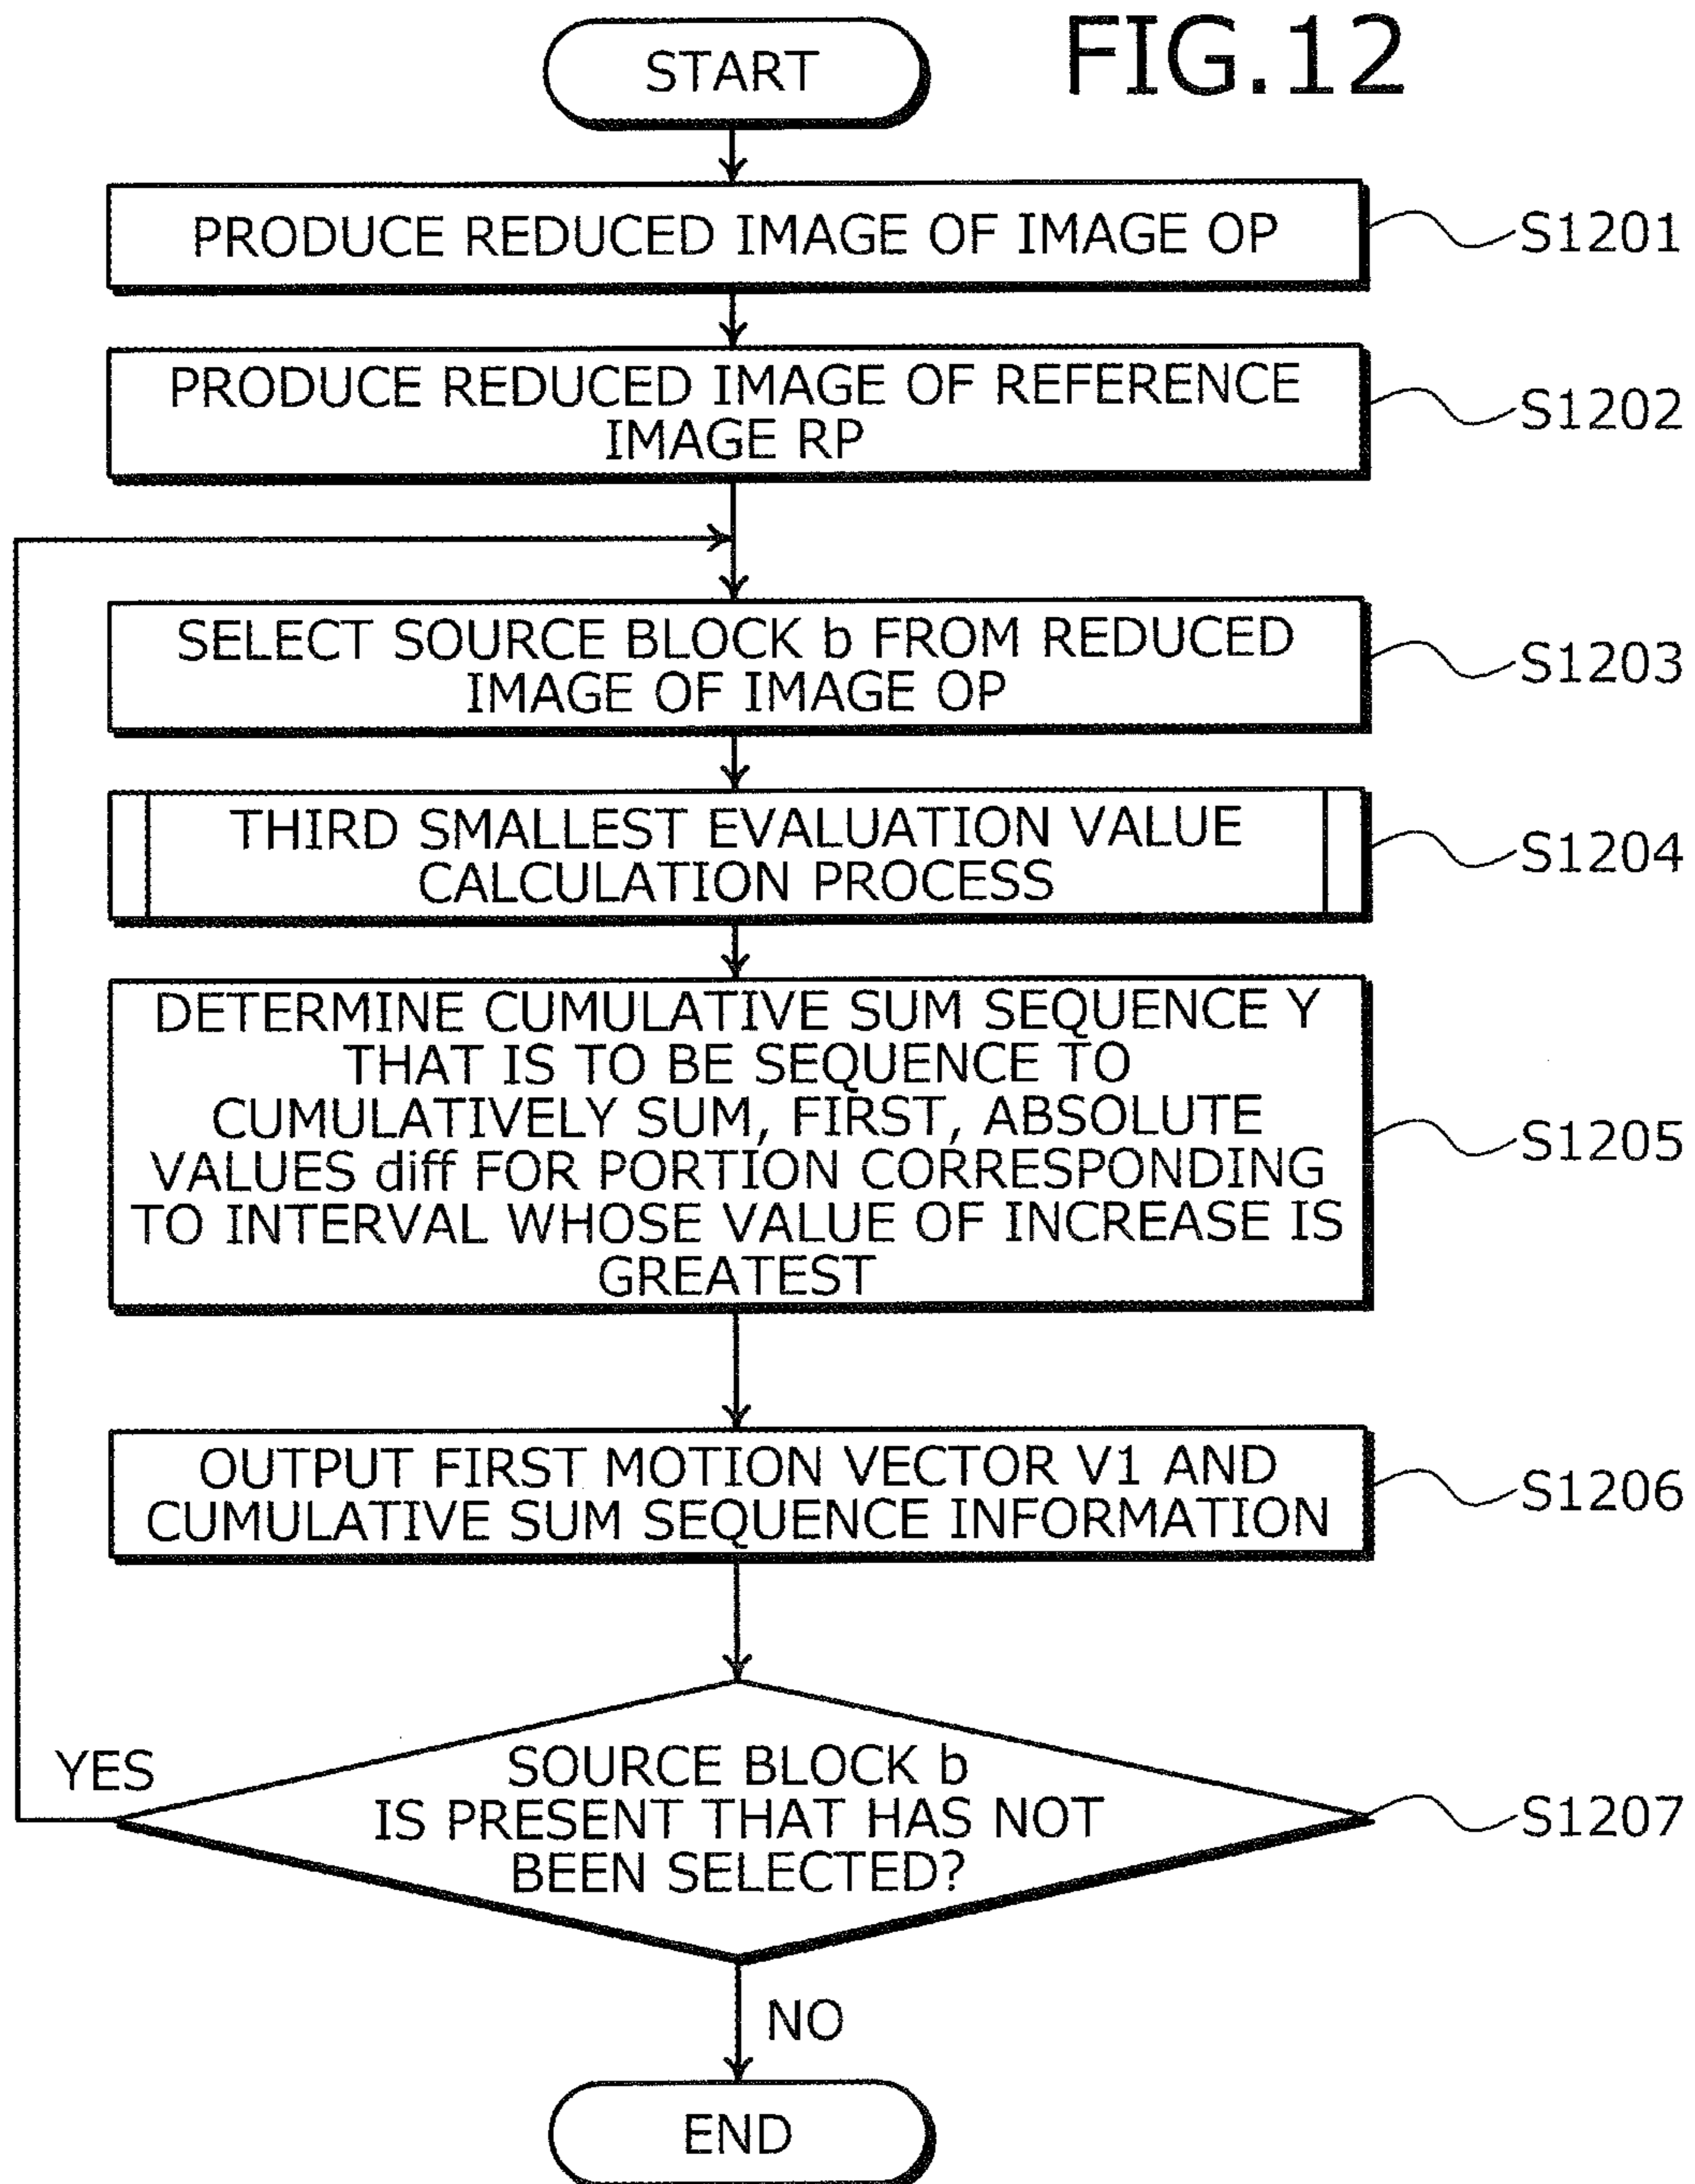 FIG.12
START
PRODUCE REDUCED IMAGE OF IMAGE OP
S1201
PRODUCE REDUCED IMAGE OF REFERENCE
IMAGE RP
S1202
SELECT SOURCE BLOCK b FROM REDUCED
IMAGE OF IMAGE OP
S1203
THIRD SMALLEST EVALUATION VALUE
CALCULATION PROCESS
S1204
DETERMINE CUMULATIVE SUM SEQUENCE Y
THAT IS TO BE SEQUENCE TO
CUMULATIVELY SUM, FIRST, ABSOLUTE
VALUES diff FOR PORTION CORRESPONDING
TO INTERVAL WHOSE VALUE OF INCREASE IS
GREATEST
S1205
OUTPUT FIRST MOTION VECTOR V1 AND
CUMULATIVE SUM SEQUENCE INFORMATION
S1206
YES
SOURCE BLOCK b
IS PRESENT THAT HAS NOT
BEEN SELECTED?
S1207
NO
END